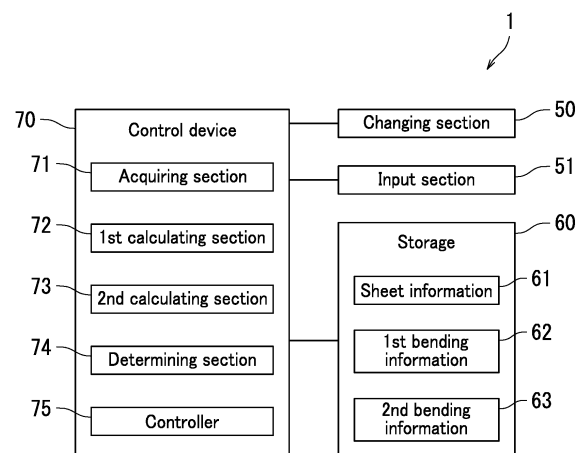 1
70
Control device
Changing section
50
71
Acquiring section
Input section
51
72
1st calculating section
Storage
60
73
2nd calculating section
Sheet information
61
74
Determining section
1st bending
information
62
75
Controller
2nd bending
information
63